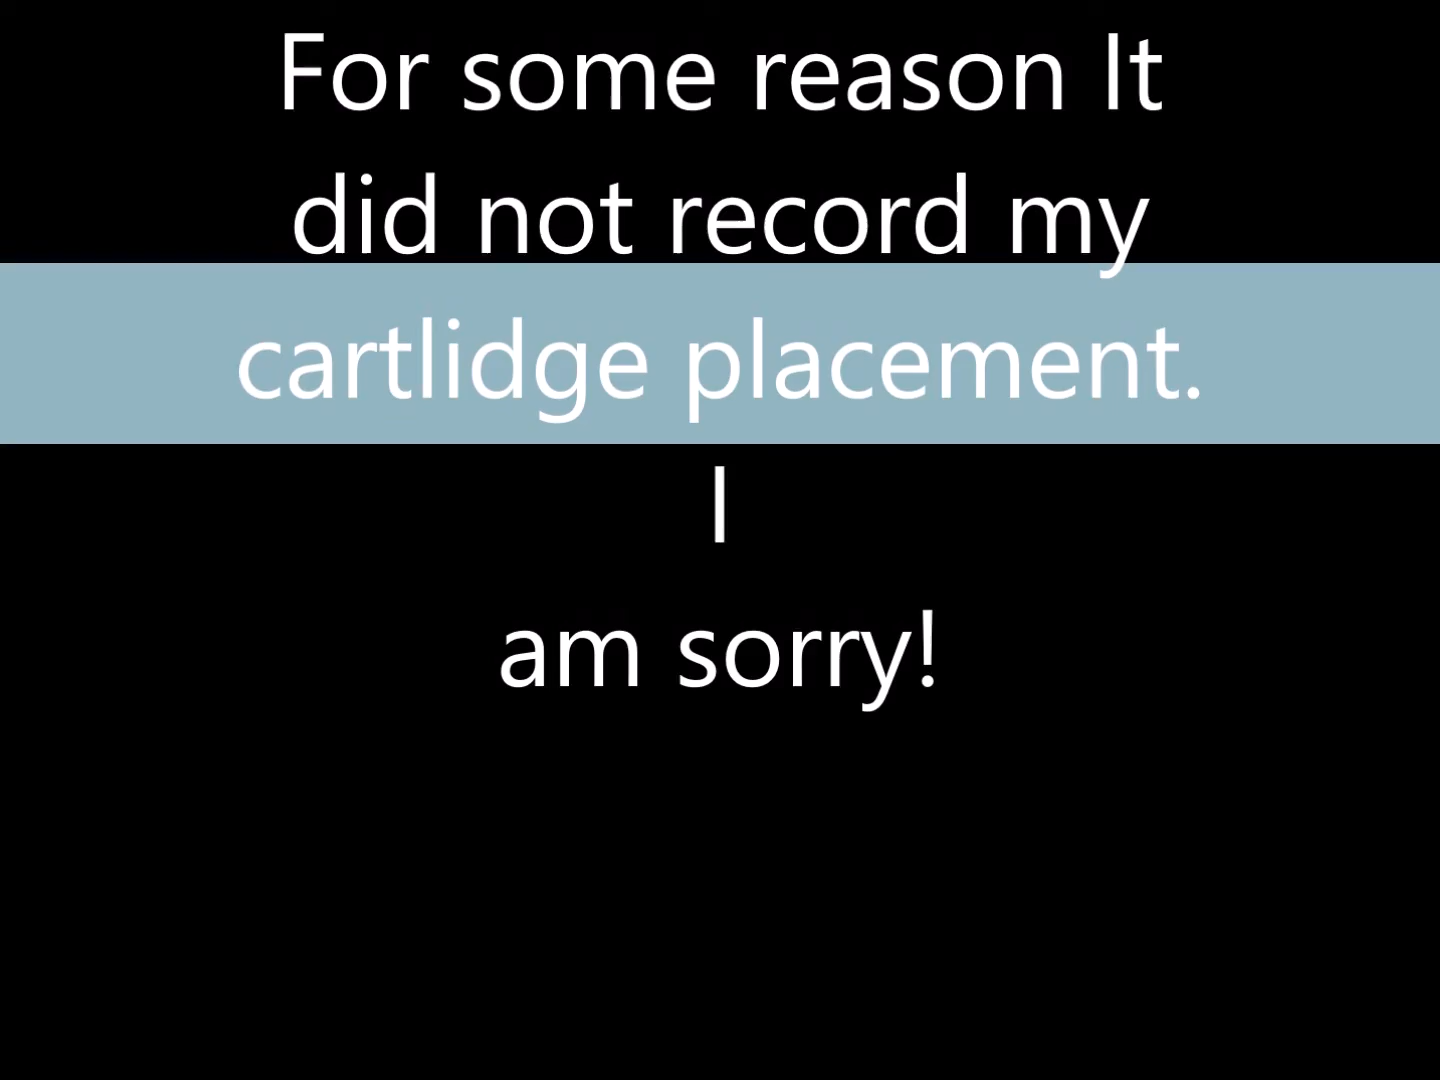 For some reason It
did not record my
cartlidge placement.
I
am sorry!